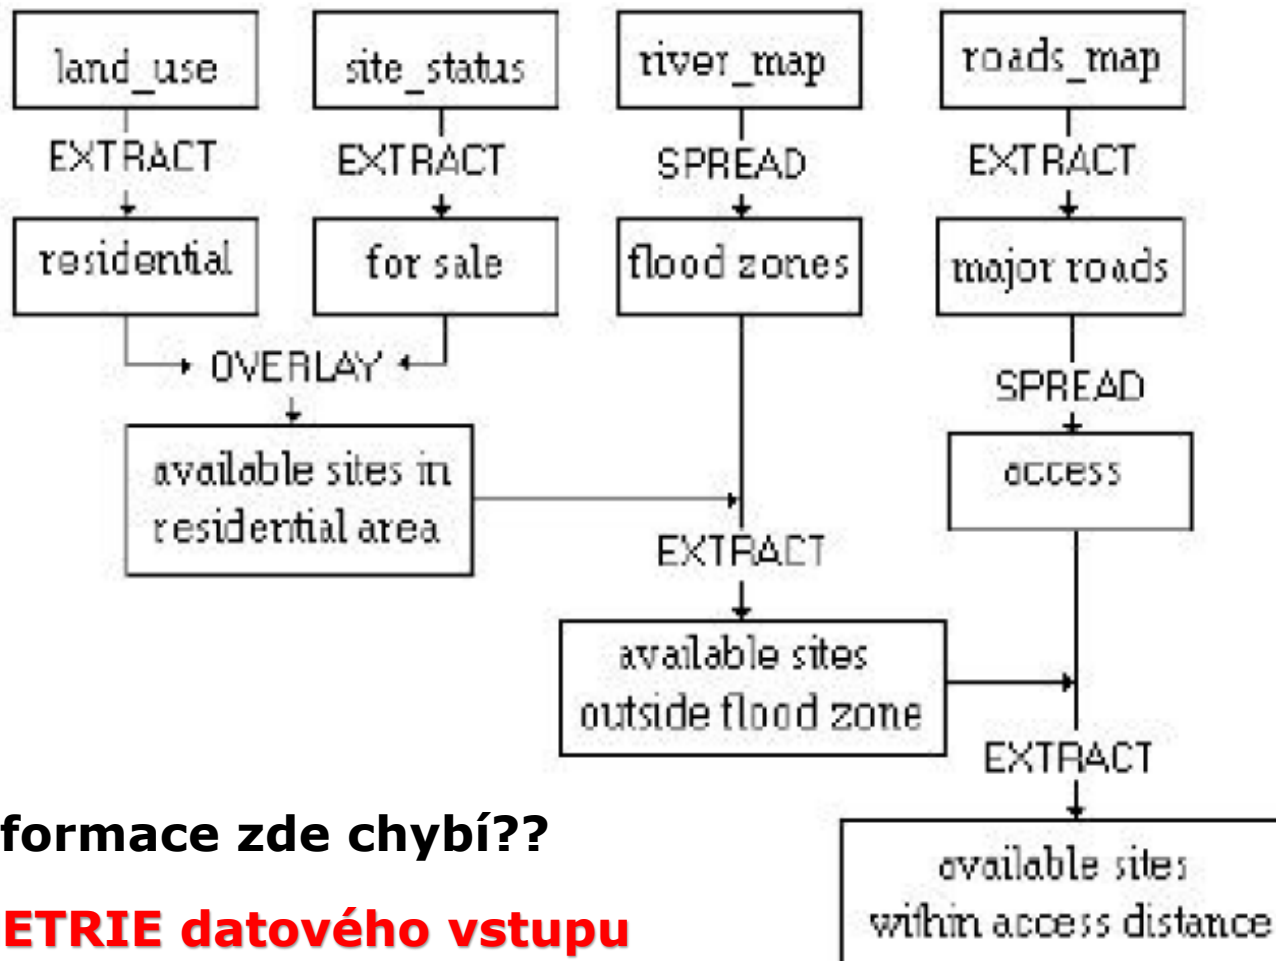 land_use
site_status
river_map
roads_map
EXTRACT
EXTRACT
SPREAD
EXTRACT
residential
for sale
flood zones
major roads
OVERLAY
SPREAD
available sites in
residential area
access
EXTRACT
available sites
outside flood zone
EXTRACT
formace zde chybí??
available sites
within access distance
ETRIE datového vstupu